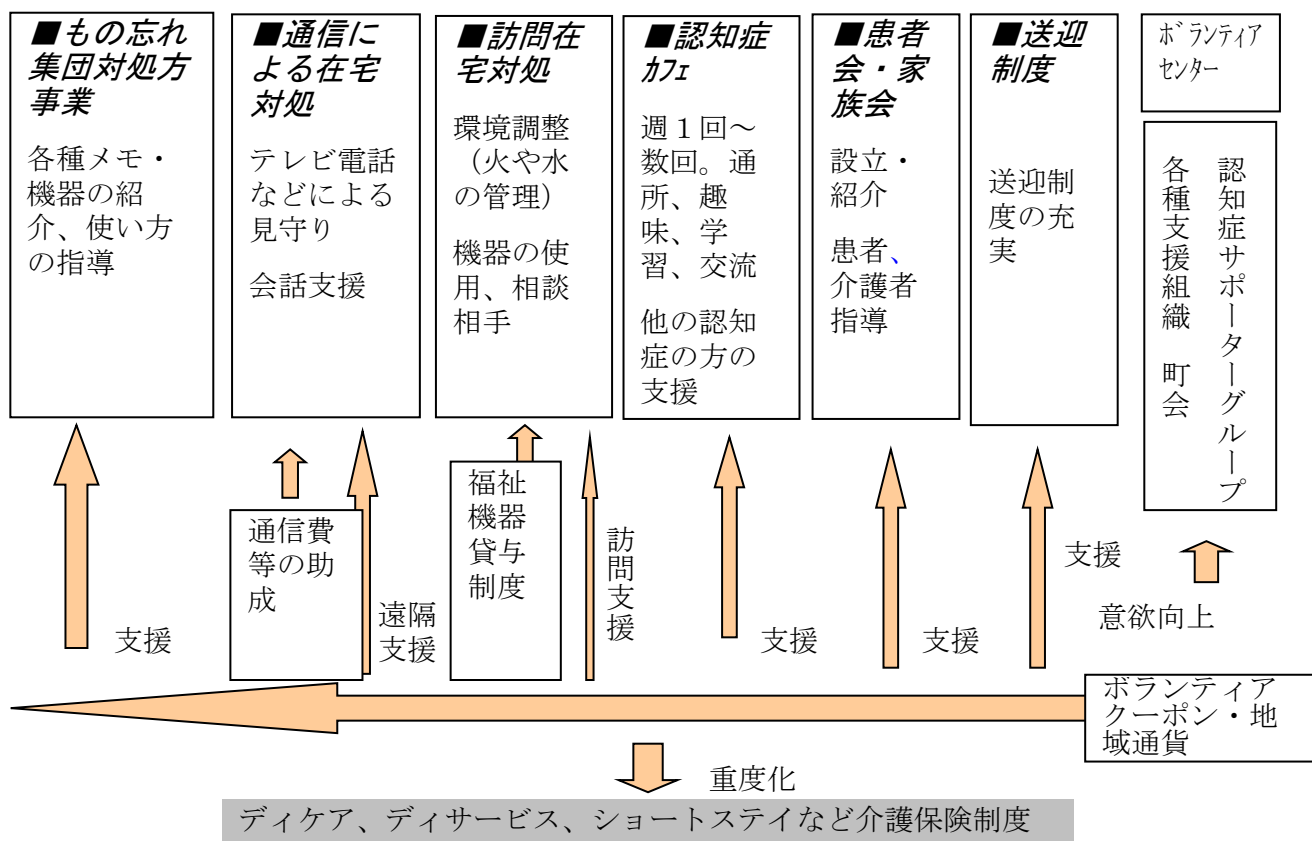 ■もの忘れ
集団対処方
事業
各種メモ・
機器の紹
介、使い方
の指導
■通信に
よる在宅
対処
テレビ電話
などによる
見守り
会話支援
■訪問在
宅対処
環境調整
（火や水
の管理）
機器の使
用、相談
相手
■認知症
ｶﾌｪ
週１回～
数回。通
所、趣
味、学
習、交流
他の認知
症の方の
支援
■患者
会・家
族会
設立・
紹介
患者、
介護者
指導
■送迎
制度
送迎制
度の充
実
ﾎﾞﾗﾝﾃｨｱ
ｾﾝﾀｰ
認知症サポーターグループ
各種支援組織　町会
支援
通信費
等の助
成
遠隔
支援
福祉
機器
貸与
制度
訪問支援
支援
支援
支援
意欲向上
ボランティア
クーポン・地
域通貨
重度化
ディケア、ディサービス、ショートステイなど介護保険制度